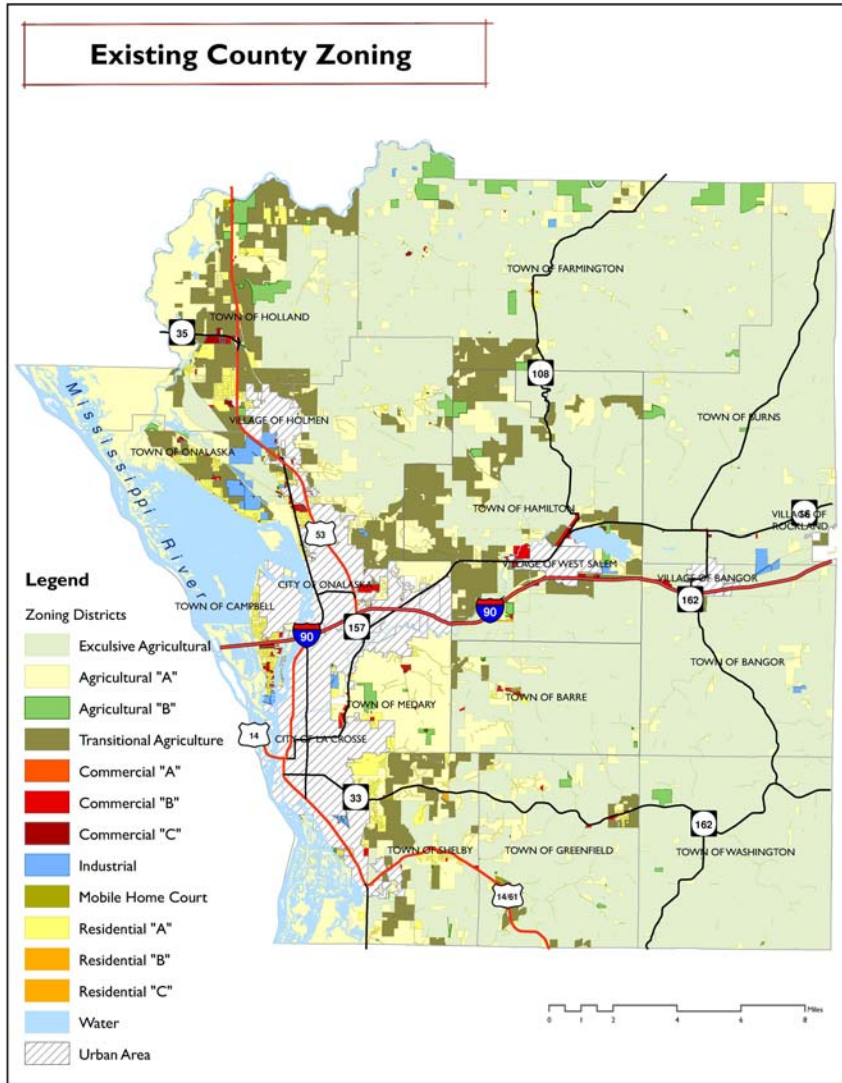 Existing County Zoning
TOWN OF FARMINGTON
TOWN OF HOLLAND
35
108
Mississippi River
VILLAGE OF HOLMEN
TOWN OF BURNS
TOWN OF ONALASKA
TOWN OF HAMILTON
16
VILLAGE OF
ROCKLAND
53
VILLAGE OF WEST SALEM
Legend
CITY OF ONALASKA
VILLAGE OF BANGOR
Zoning Districts
TOWN OF CAMPBELL
90
162
157
90
Exculsive Agricultural
TOWN OF BANGOR
Agricultural "A"
TOWN OF BARRE
Agricultural "B"
TOWN OF MEDARY
14
Transitional Agriculture
CITY OF LA CROSSE
Commercial "A"
Commercial "B"
33
162
Commercial "C"
TOWN OF SHELBY
TOWN OF GREENFIELD
TOWN OF WASHINGTON
Industrial
14/61
Mobile Home Court
Residential "A"
Residential "B"
Residential "C"
Water
Urban Area
Miles
0 1 2 4 6 8